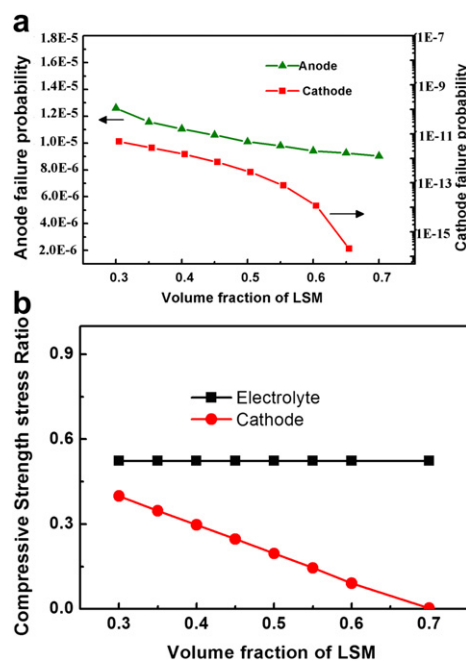 a
Anode failure probability
1.8E-5
1.6E-5
1.4E-5
1.2E-5
1.0E-5
8.0E-6
6.0E-6
4.0E-6
2.0E-6
Anode
Cathode
1E-7
1E-9
1E-11
1E-13
1E-15
Cathode failure probability
0.3 0.4 0.5 0.6 0.7
Volume fraction of LSM
b
Compressive Strength stress Ratio
0.9
0.6
0.3
0.0
Electrolyte
Cathode
0.3 0.4 0.5 0.6 0.7
Volume fraction of LSM